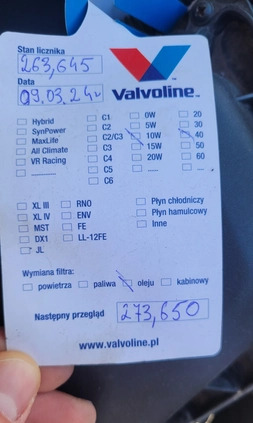 Stan licznika
263,645
Data
09.03.24r
Valvoline™
Hybrid C1 0W 20
SynPower C2 5W 30
MaxLife C2/C3 10W 40
All Climate C3 15W 50
VR Racing C4 20W 60
C5
C6
XL III RNO Płyn chłodniczy
XL IV ENV Płyn hamulcowy
MST FE Inne
DX1 LL-12FE
JL
Wymiana filtra:
powietrza paliwa oleju kabinowy
Następny przegląd 273,650
www.valvoline.pl